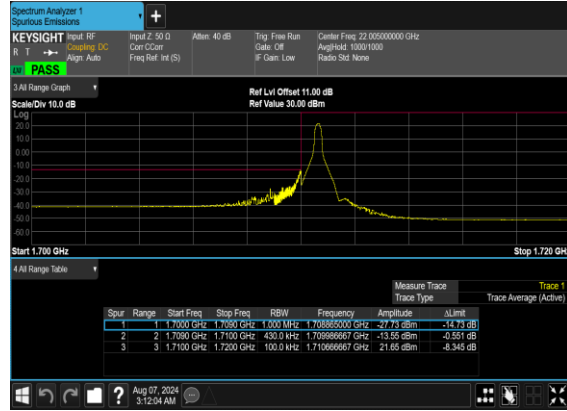 Spectrum Analyzer 1
Spurious Emissions
KEYSIGHT Input: RF Input Z: 50 Ω Atten: 40 dB Trig: Free Run Center Freq: 22.005000000 GHz
R T Coupling: DC Corr CCorr Gate: Off Avg|Hold: 1000/1000
Align: Auto Freq Ref: Int (S) IF Gain: Low Radio Std: None
PASS
3 All Range Graph
Ref Lvl Offset 11.00 dB
Scale/Div 10.0 dB Ref Value 30.00 dBm
Log
20.0
10.0
0.00
-10.0
-20.0
-30.0
-40.0
-50.0
-60.0
Start 1.700 GHz Stop 1.720 GHz
4 All Range Table
Measure Trace Trace 1
Trace Type Trace Average (Active)
Spur Range Start Freq Stop Freq RBW Frequency Amplitude ΔLimit
1 1 1.7000 GHz 1.7090 GHz 1.000 MHz 1.708865000 GHz -27.73 dBm -14.73 dB
2 2 1.7090 GHz 1.7100 GHz 430.0 kHz 1.709986667 GHz -13.55 dBm -0.551 dB
3 3 1.7100 GHz 1.7200 GHz 100.0 kHz 1.710666667 GHz 21.65 dBm -8.345 dB
?
Aug 07, 2024
3:12:04 AM